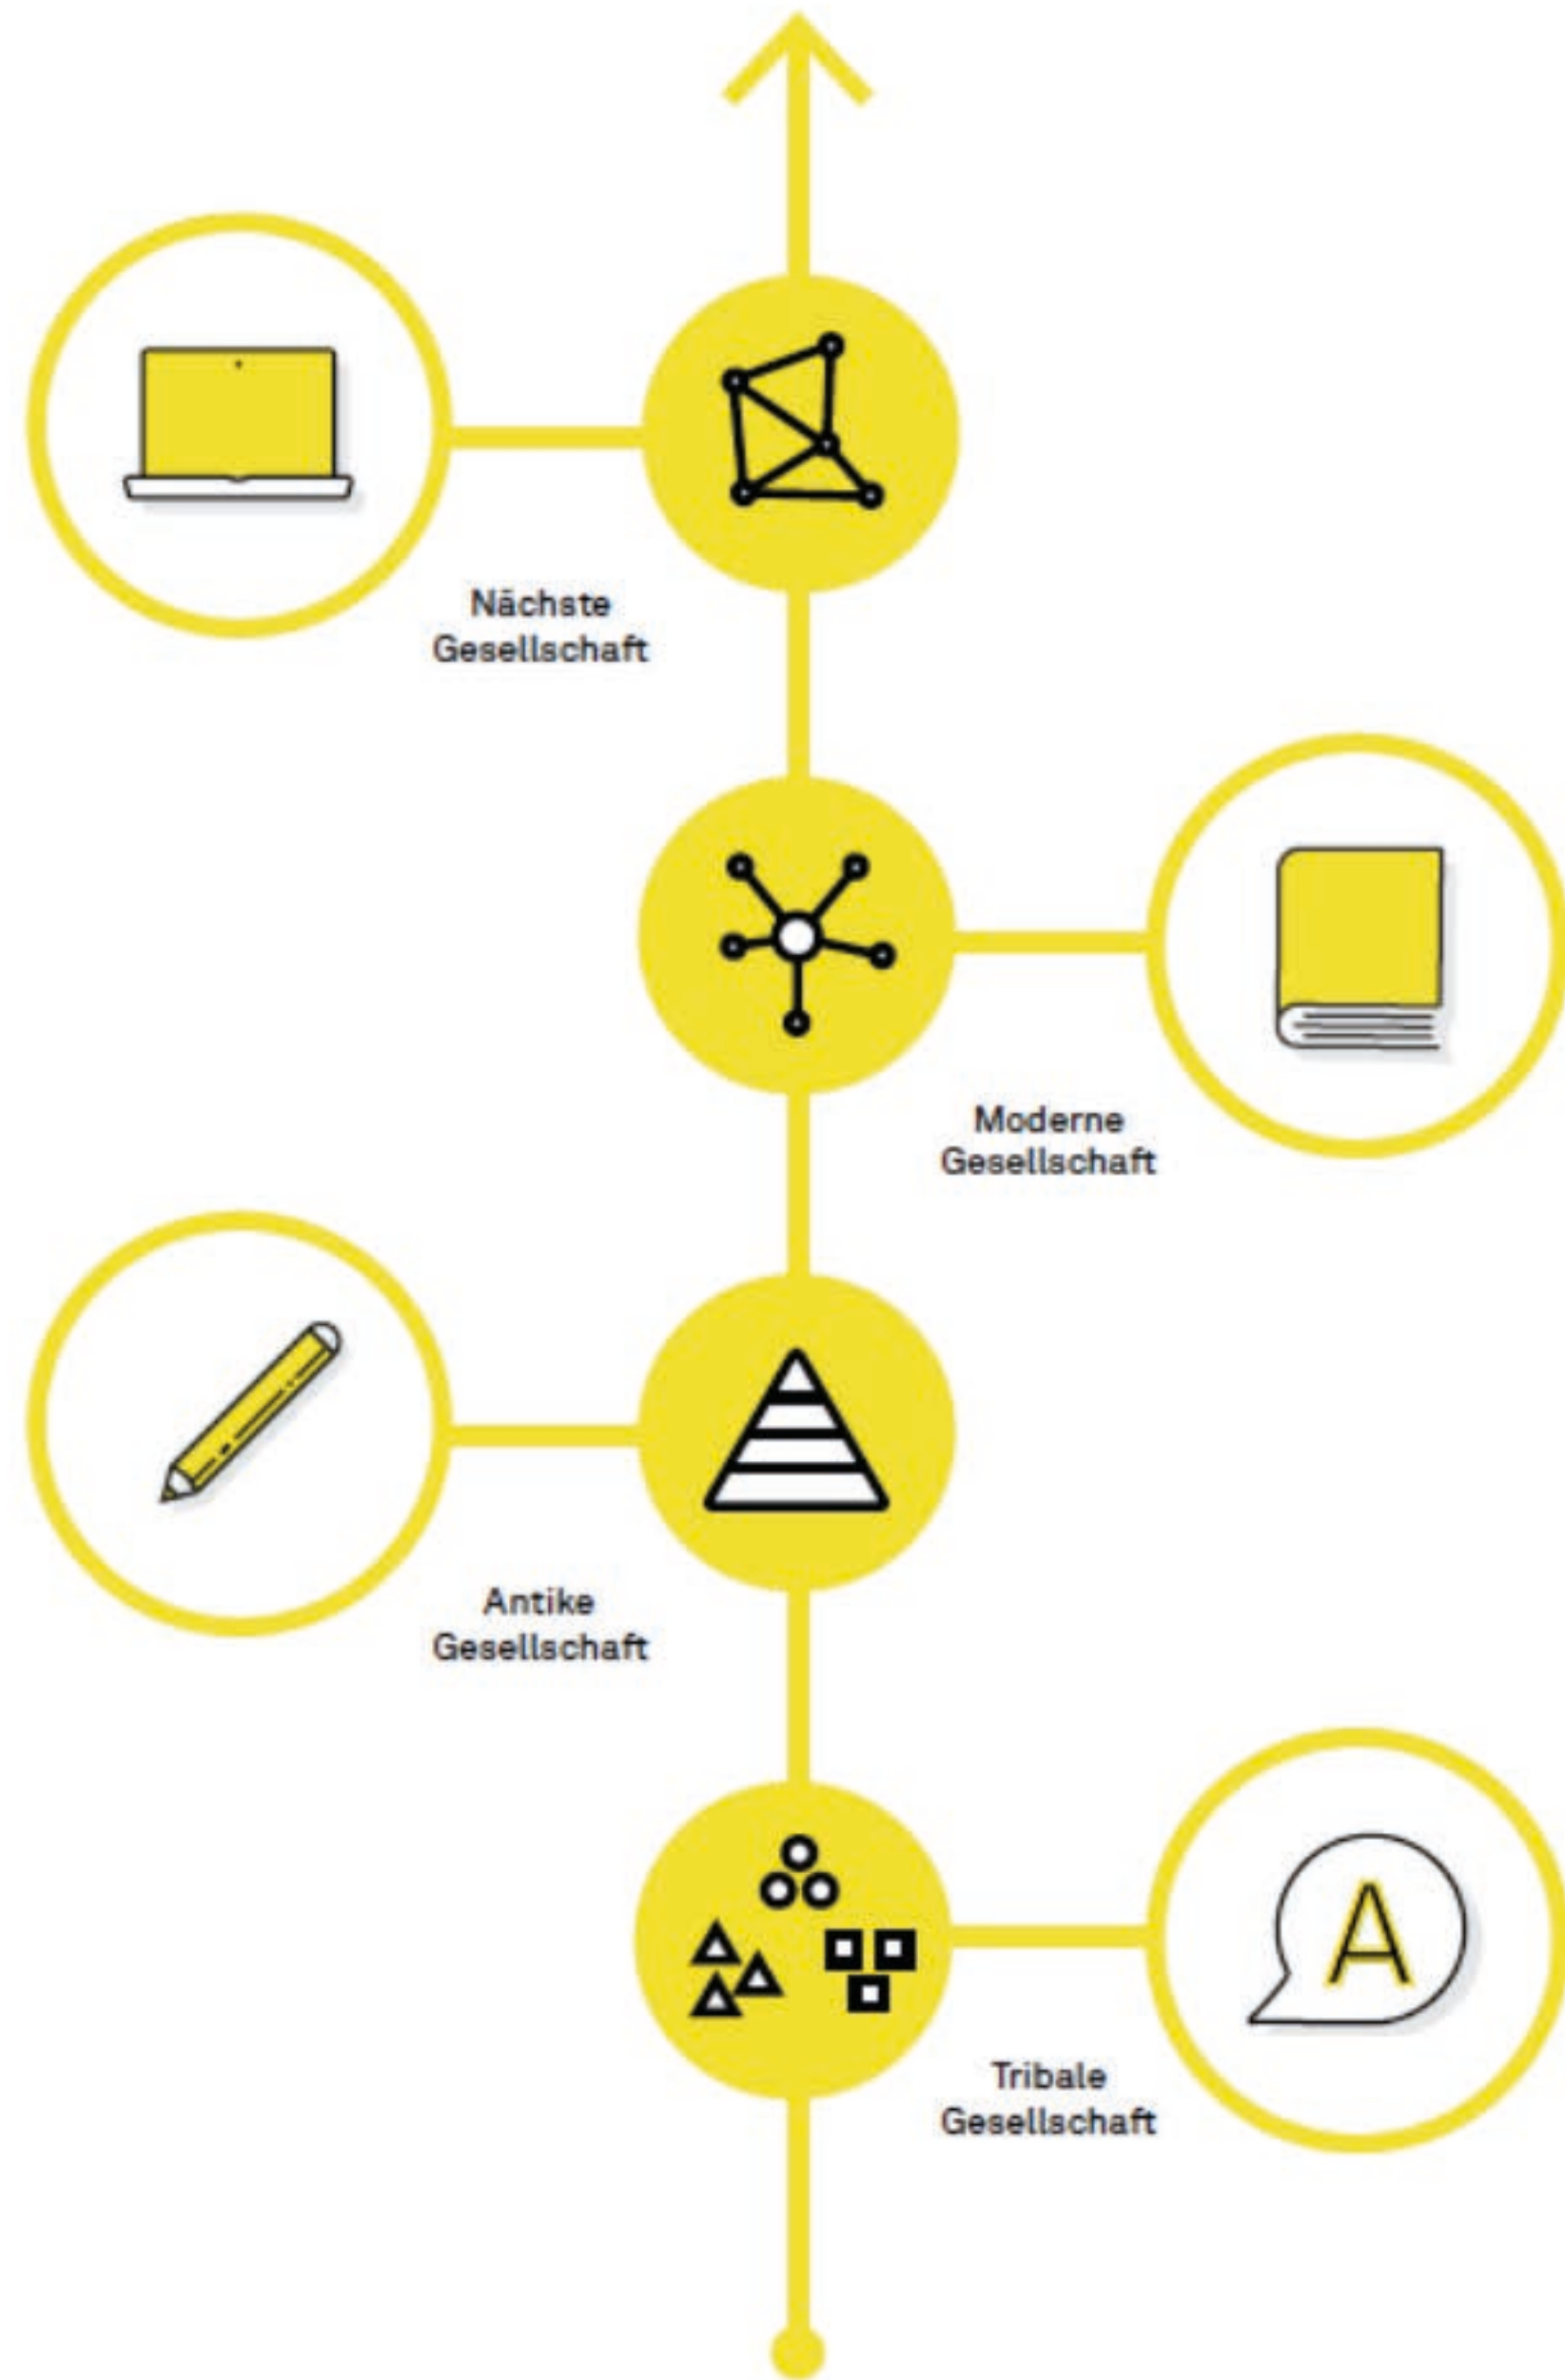 Nächste
Gesellschaft
Moderne
Gesellschaft
Antike
Gesellschaft
A
Tribale
Gesellschaft